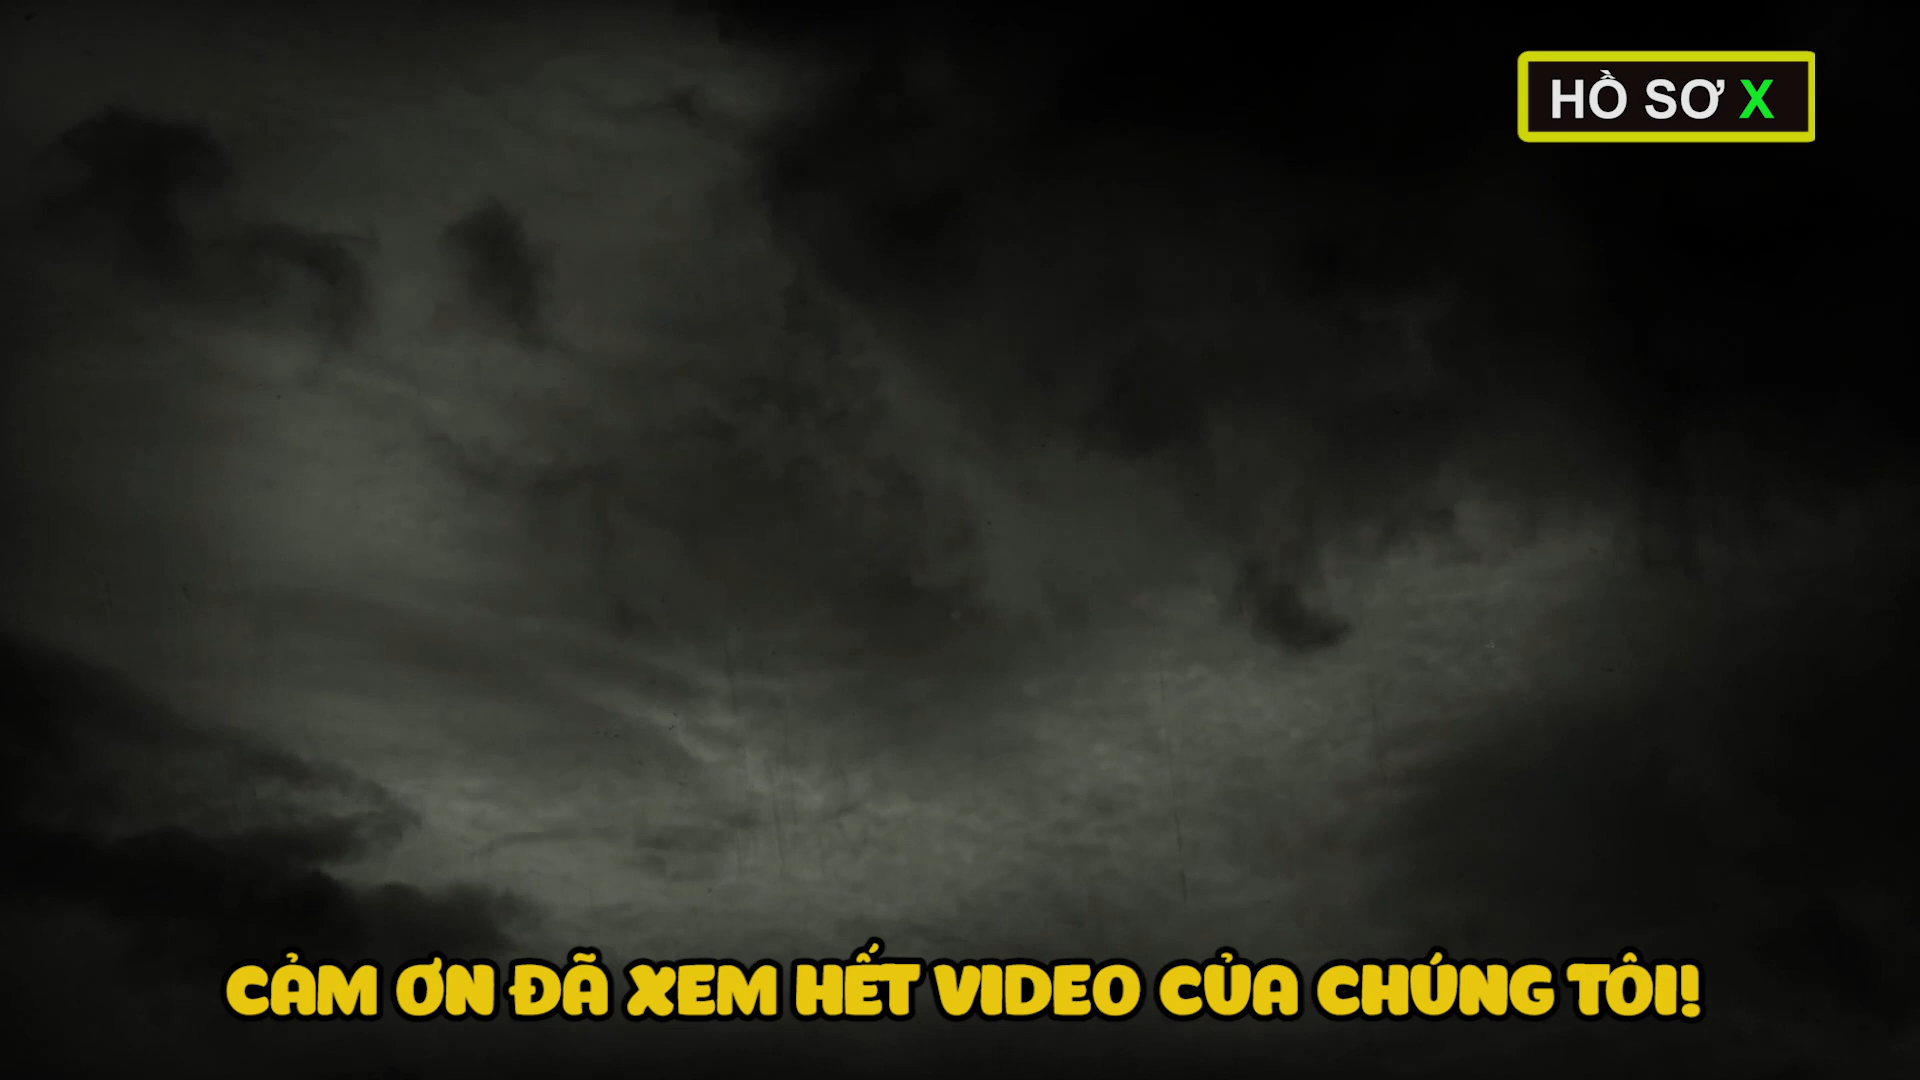 HỒ SƠ X
CẢM ƠN ĐÃ XEM HẾT VIDEO CỦA CHÚNG TÔI!